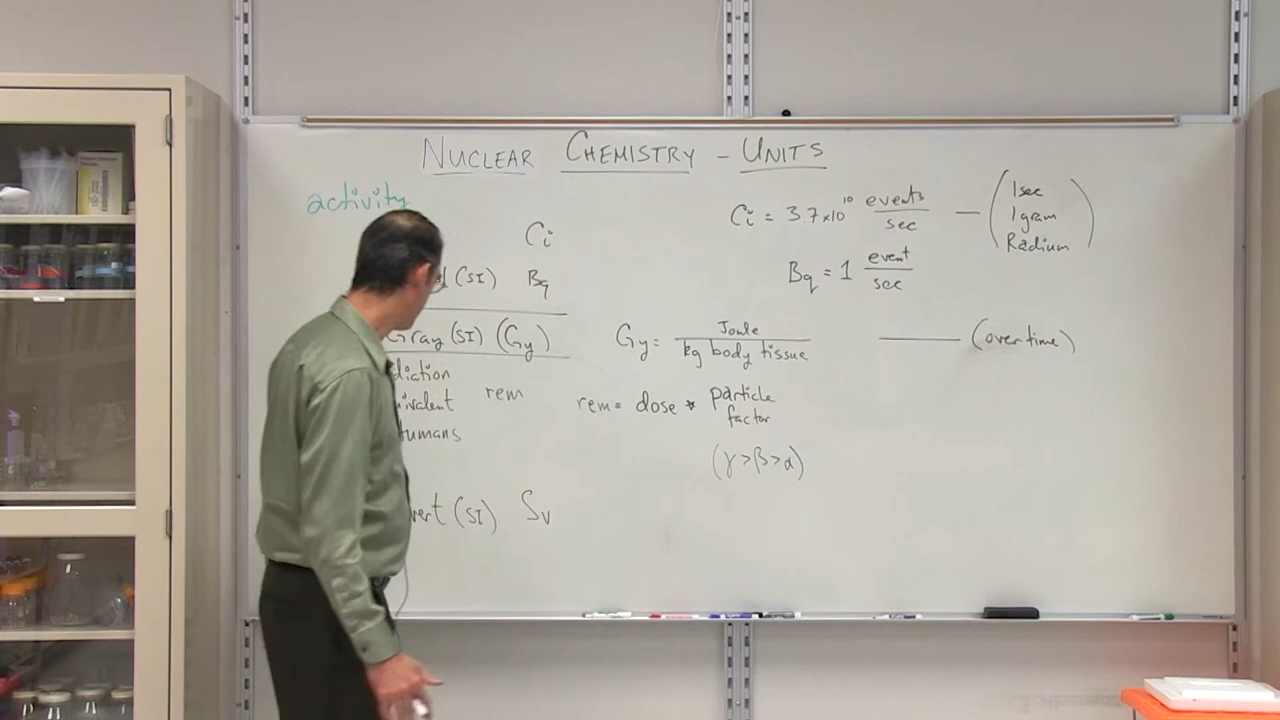 NUCLEAR CHEMISTRY - UNITS
activity
Ci
(SI) Bq
Gray (SI) (Gy)
diction
ivalent rem
Humans
vert (SI) Sv
Ci = 3.7x10^10 events/sec — (1sec
1gram
Radium)
Bq = 1 event/sec
Gy = Joule/kg body tissue — (over time)
rem = dose * particle factor
(γ>β>α)